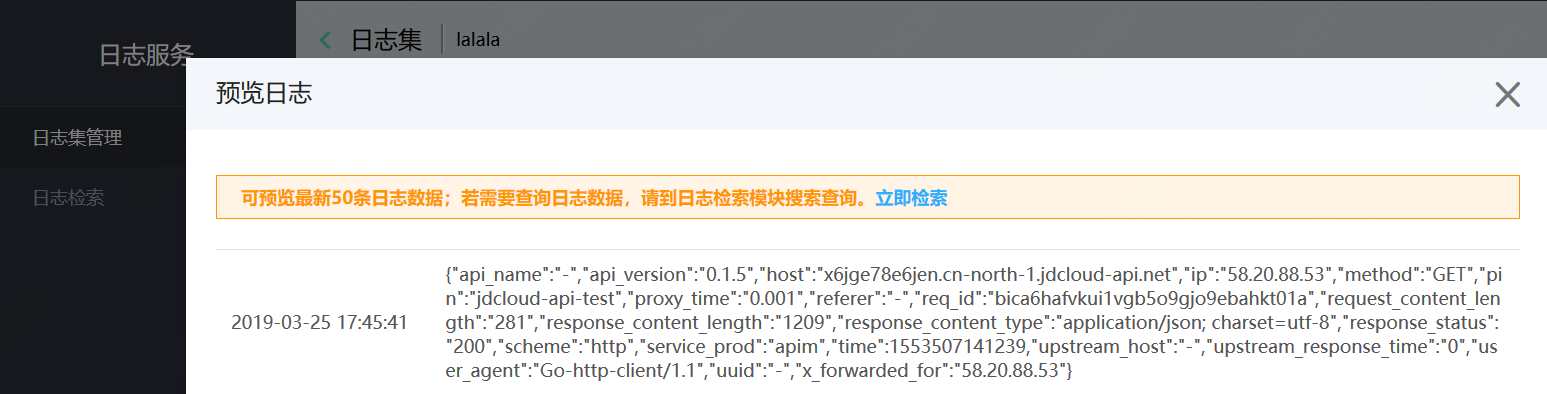 日志服务
日志集 lalala
预览日志
日志集管理
日志检索
可预览最新50条日志数据；若需要查询日志数据，请到日志检索模块搜索查询。立即检索
2019-03-25 17:45:41
{"api_name":"-","api_version":"0.1.5","host":"x6jge78e6jen.cn-north-1.jdcloud-api.net","ip":"58.20.88.53","method":"GET","pi
n":"jdcloud-api-test","proxy_time":"0.001","referer":"-","req_id":"bica6hafvkui1vgb5o9gjo9ebahkt01a","request_content_len
gth":"281","response_content_length":"1209","response_content_type":"application/json; charset=utf-8","response_status":
"200","scheme":"http","service_prod":"apim","time":1553507141239,"upstream_host":"-","upstream_response_time":"0","us
er_agent":"Go-http-client/1.1","uuid":"-","x_forwarded_for":"58.20.88.53"}